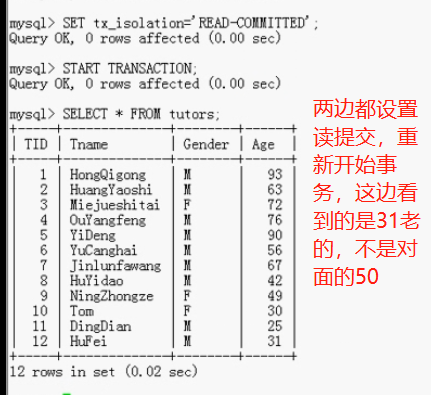 mysql> SET tx_isolation='READ-COMMITTED';
Query OK, 0 rows affected (0.00 sec)
mysql> START TRANSACTION;
Query OK, 0 rows affected (0.00 sec)
mysql> SELECT * FROM tutors;
+-----+--------------+--------+------+
| TID | Tname | Gender | Age |
+-----+--------------+--------+------+
| 1 | HongQigong | M | 93 |
| 2 | HuangYaoshi | M | 63 |
| 3 | Miejueshitai | F | 72 |
| 4 | OuYangfeng | M | 76 |
| 5 | YiDeng | M | 90 |
| 6 | YuCanghai | M | 56 |
| 7 | Jinlunfawang | M | 67 |
| 8 | HuYidao | M | 42 |
| 9 | NingZhongze | F | 49 |
| 10 | Tom | F | 30 |
| 11 | DingDian | M | 25 |
| 12 | HuFei | M | 31 |
+-----+--------------+--------+------+
12 rows in set (0.02 sec)
两边都设置
读提交，重
新开始事
务，这边看
到的是31老
的，不是对
面的50